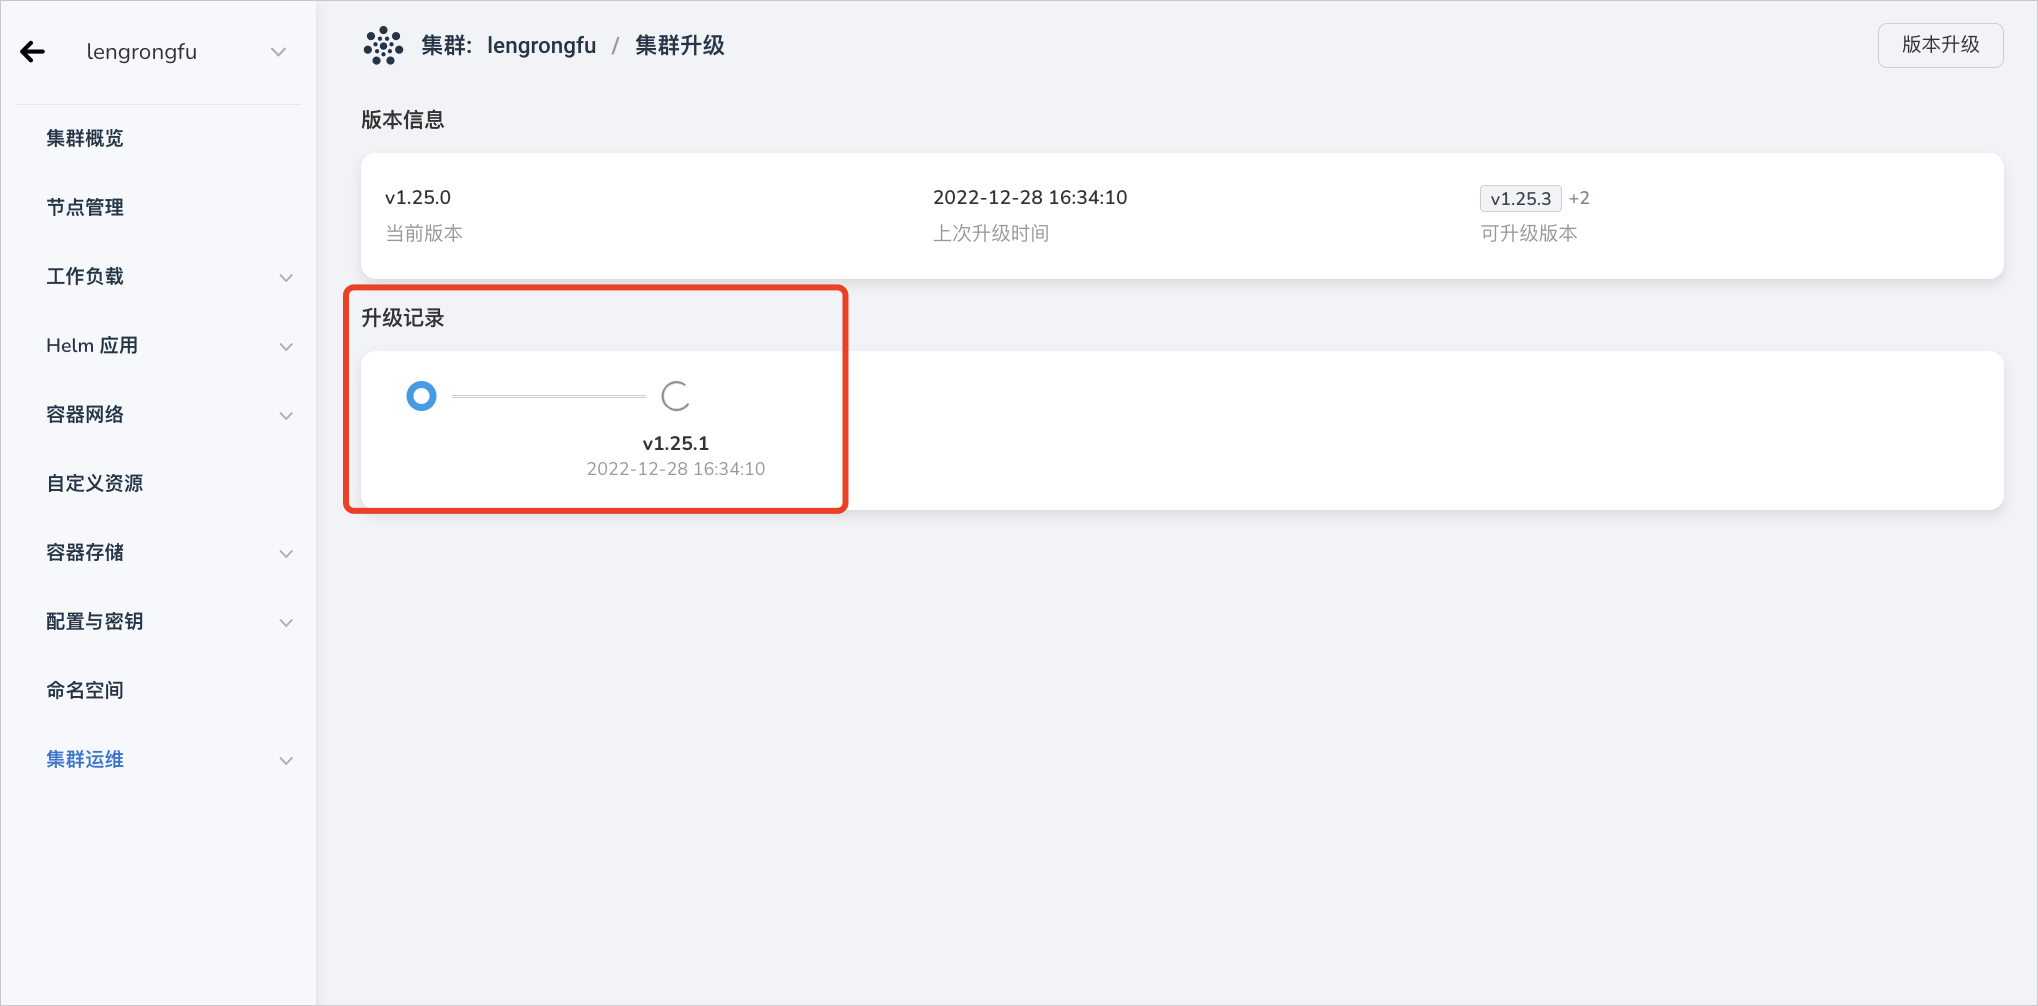 lengrongfu
集群概览
节点管理
工作负载
Helm 应用
容器网络
自定义资源
容器存储
配置与密钥
命名空间
集群运维
集群: lengrongfu / 集群升级
版本升级
版本信息
v1.25.0
当前版本
2022-12-28 16:34:10
上次升级时间
v1.25.3 +2
可升级版本
升级记录
v1.25.1
2022-12-28 16:34:10